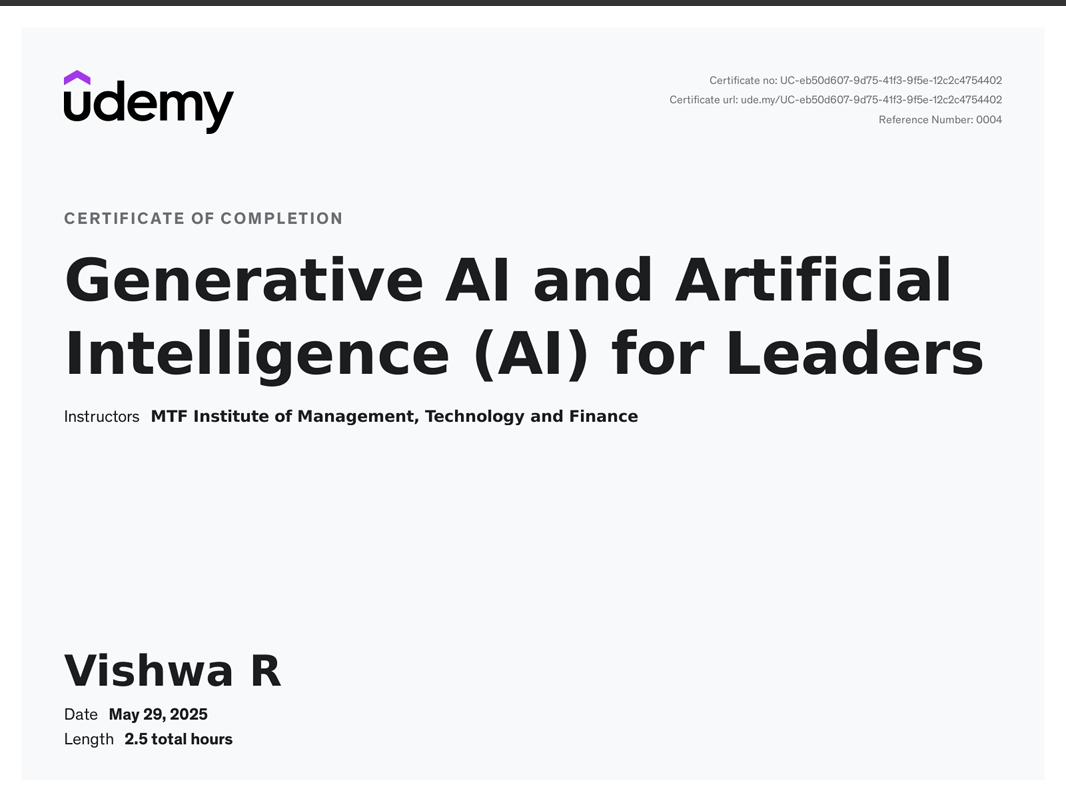 udemy
Certificate no: UC-eb50d607-9d75-41f3-9f5e-12c2c4754402
Certificate url: ude.my/UC-eb50d607-9d75-41f3-9f5e-12c2c4754402
Reference Number: 0004
CERTIFICATE OF COMPLETION
Generative AI and Artificial
Intelligence (AI) for Leaders
Instructors MTF Institute of Management, Technology and Finance
Vishwa R
Date May 29, 2025
Length 2.5 total hours